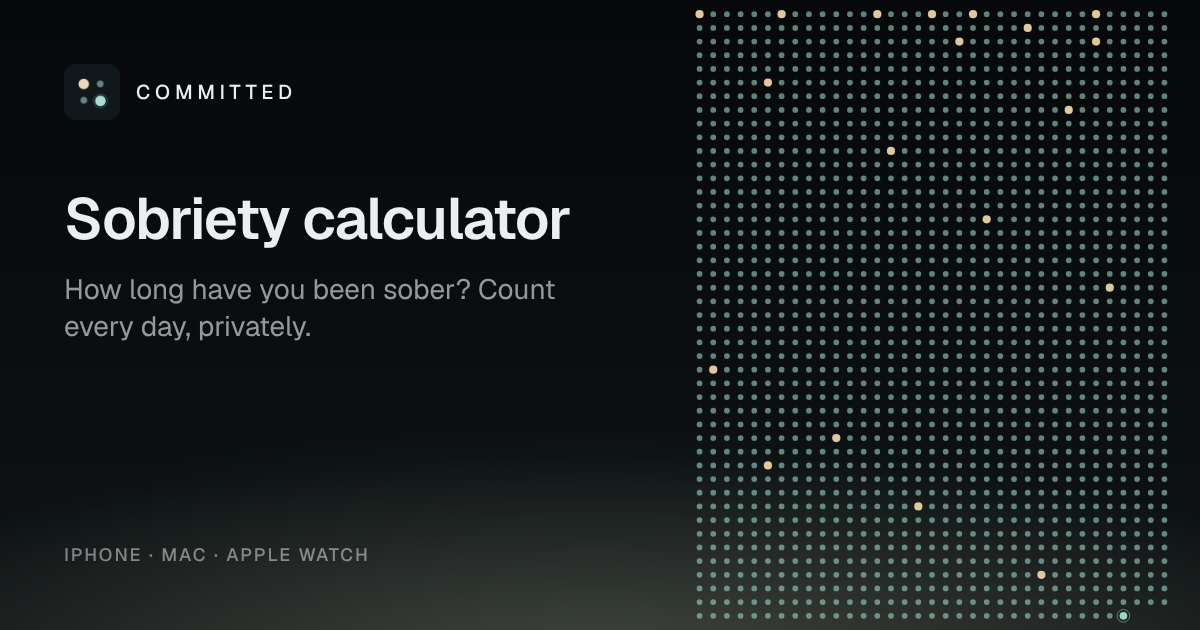 COMMITTED
Sobriety calculator
How long have you been sober? Count
every day, privately.
IPHONE · MAC · APPLE WATCH